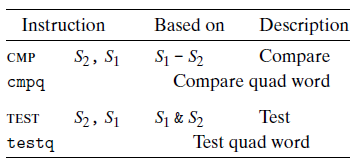 Instruction Based on Description
CMP S₂, S₁ S₁ − S₂ Compare
cmpq Compare quad word
TEST S₂, S₁ S₁ & S₂ Test
testq Test quad word